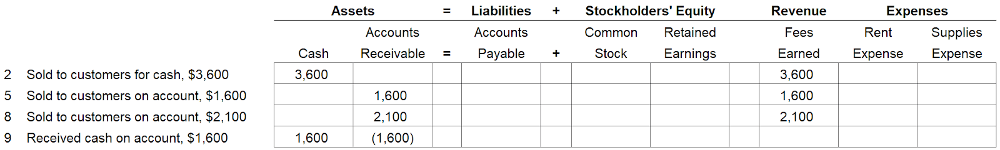 Assets = Liabilities + Stockholders' Equity Revenue Expenses
Accounts Accounts Common Retained Fees Rent Supplies
Cash Receivable = Payable + Stock Earnings Earned Expense Expense
2 Sold to customers for cash, $3,600 3,600 3,600
5 Sold to customers on account, $1,600 1,600 1,600
8 Sold to customers on account, $2,100 2,100 2,100
9 Received cash on account, $1,600 1,600 (1,600)